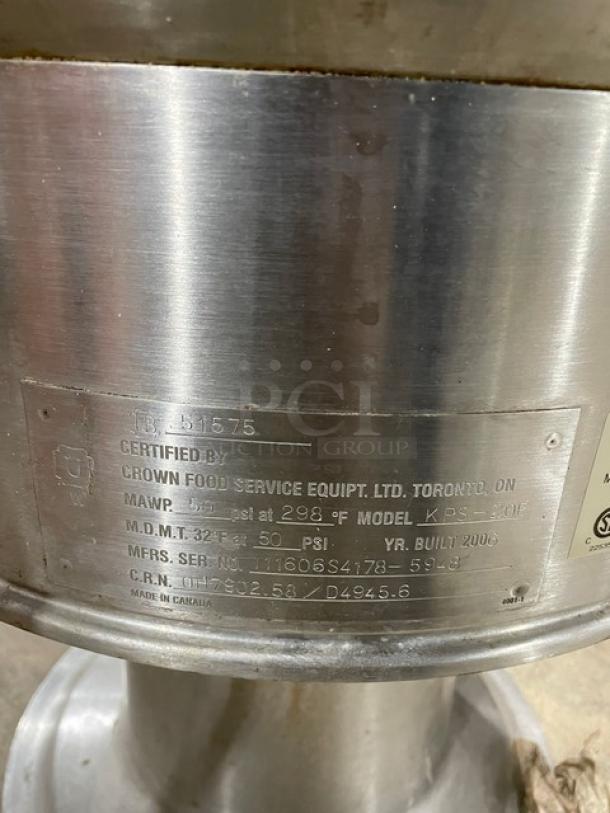 PCI
AUCTION GROUP
51575
CERTIFIED BY
CROWN FOOD SERVICE EQUIPT. LTD. TORONTO, ON
MAWP. 50 psi at 298 °F MODEL KPS-20F
M.D.M.T. 32°F at 50 PSI YR. BUILT 2006
MFRS. SER. NO. 111606S4178-59-8
C.R.N. 0H7902.58/D4945.6
MADE IN CANADA
M
C